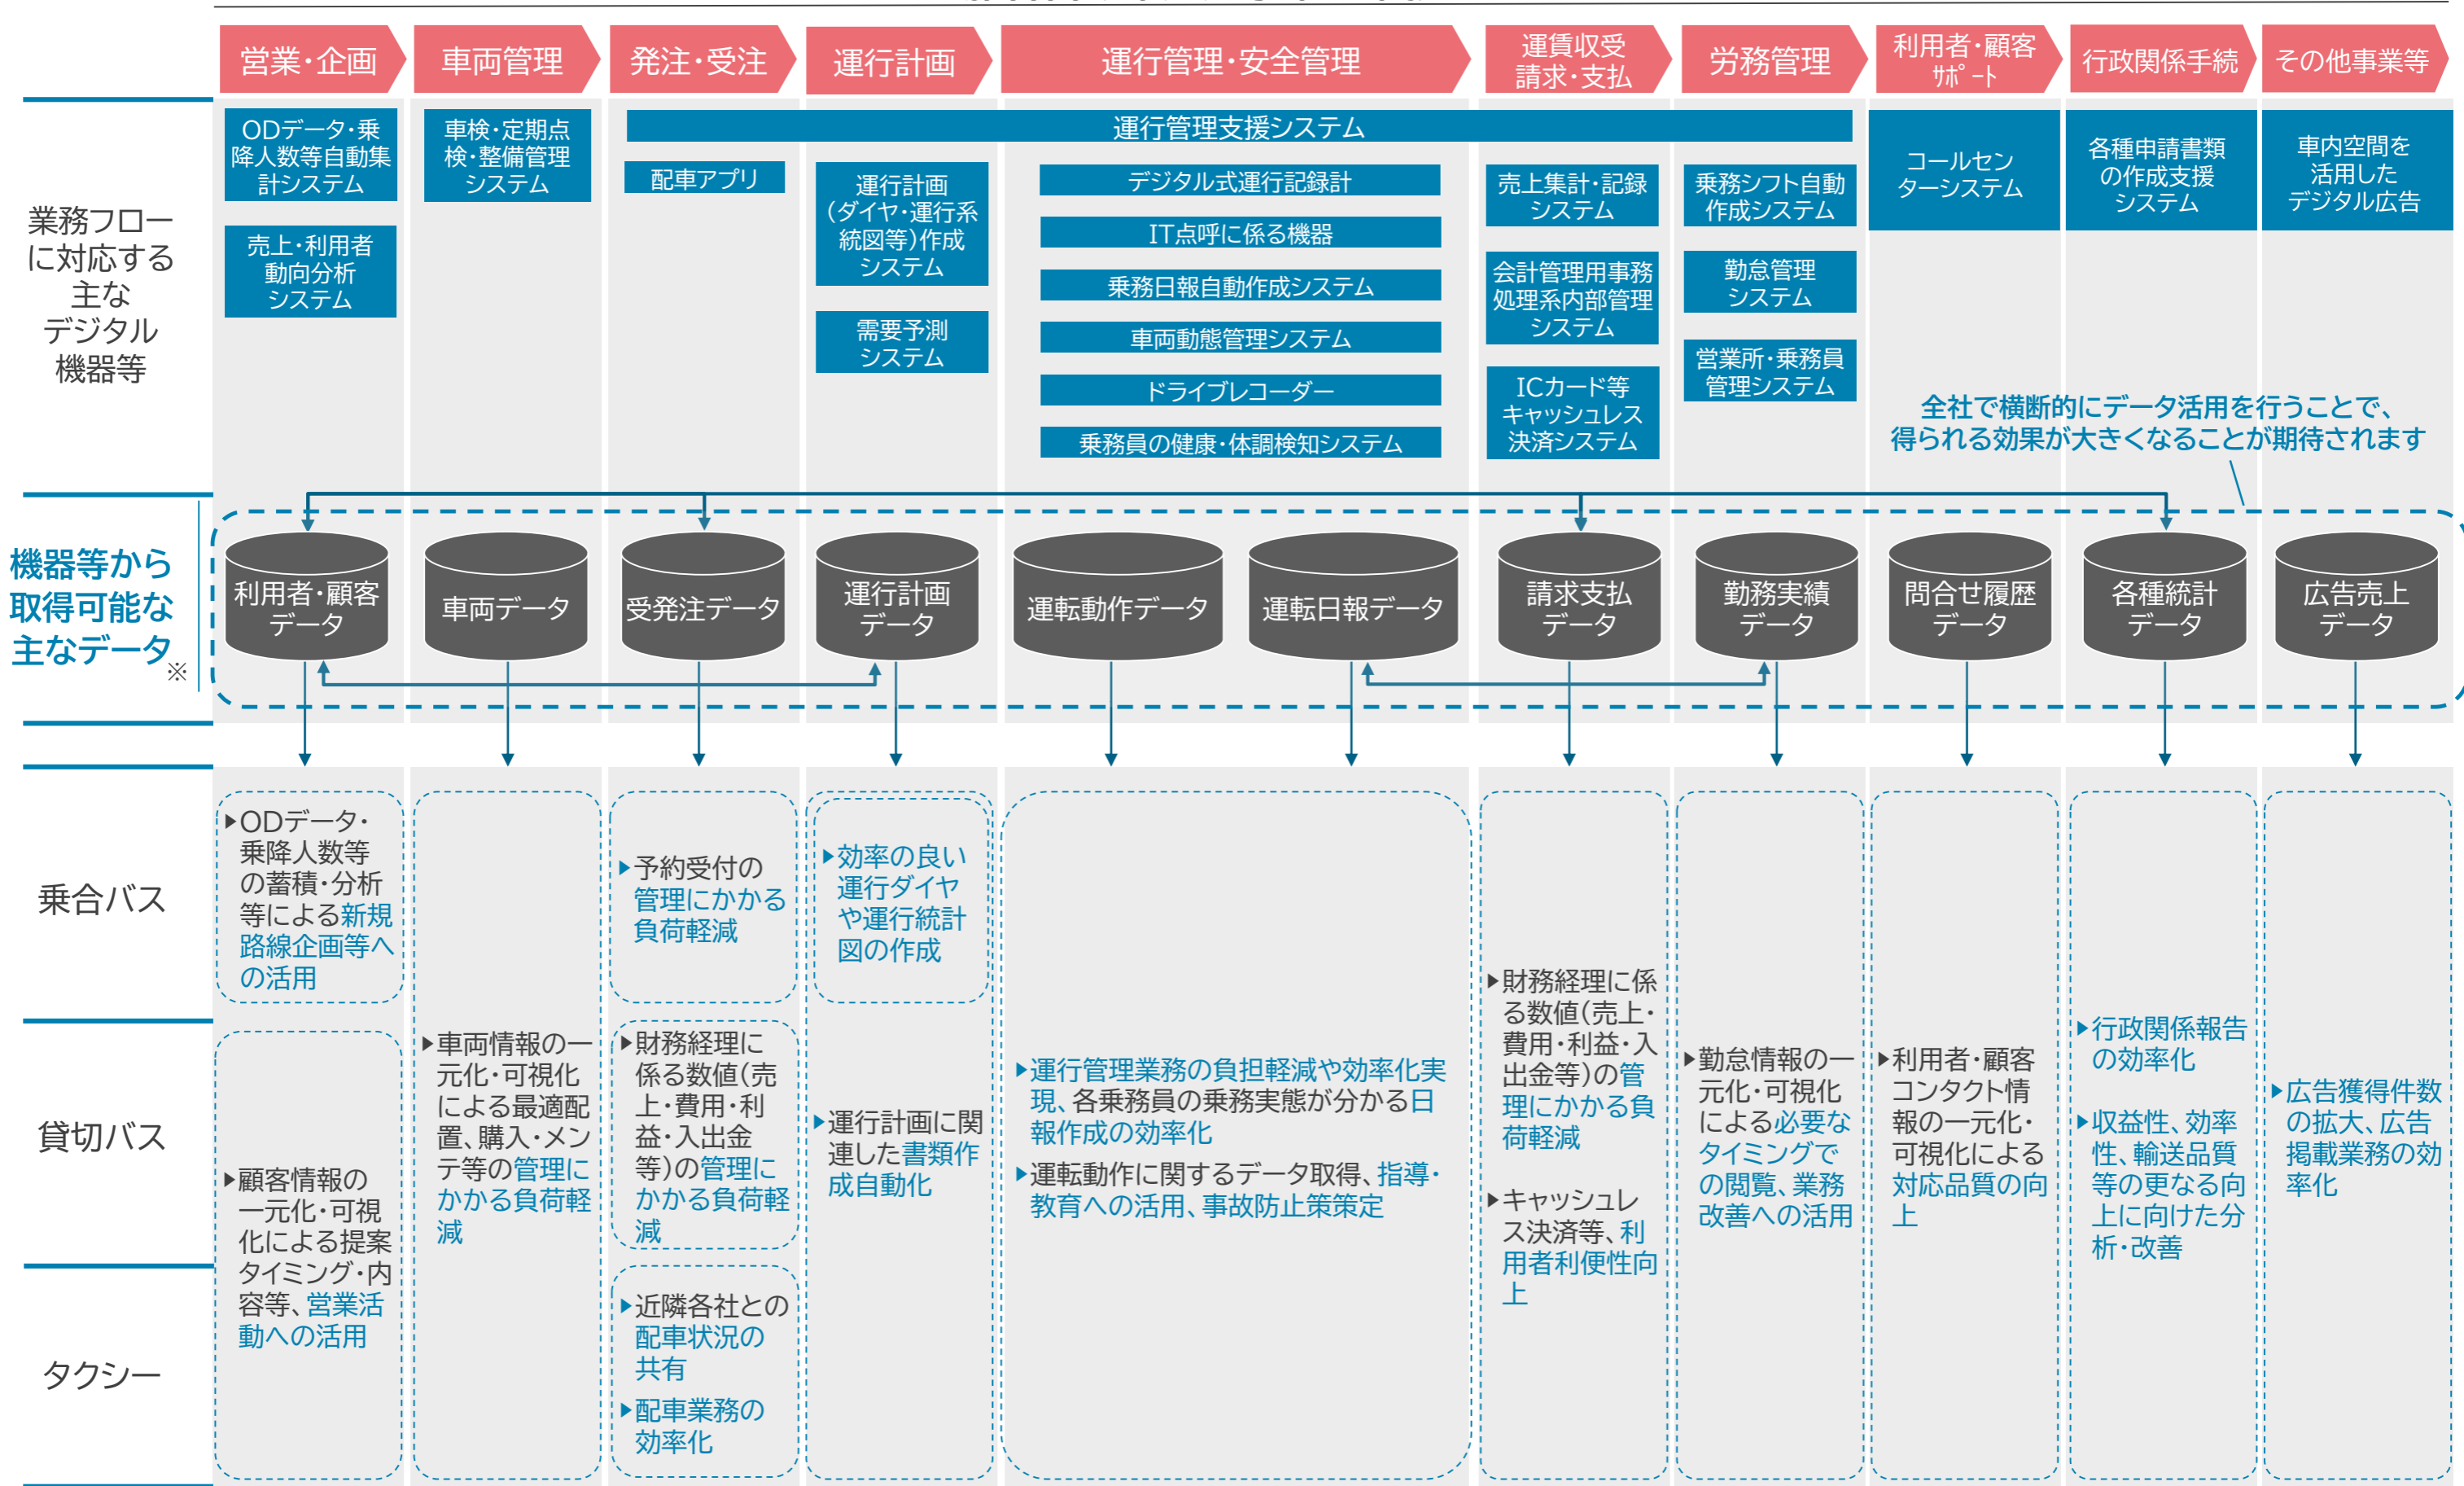 営業・企画
車両管理
発注・受注
運行計画
運行管理・安全管理
運賃収受
請求・支払
労務管理
利用者・顧客
ｻﾎﾟｰﾄ
行政関係手続
その他事業等
業務フロー
に対応する
主な
デジタル
機器等
ODデータ・乗
降人数等自動集
計システム
売上・利用者
動向分析
システム
車検・定期点
検・整備管理
システム
運行管理支援システム
配車アプリ
運行計画
(ダイヤ・運行系
統図等)作成
システム
需要予測
システム
デジタル式運行記録計
IT点呼に係る機器
乗務日報自動作成システム
車両動態管理システム
ドライブレコーダー
乗務員の健康・体調検知システム
売上集計・記録
システム
会計管理用事務
処理系内部管理
システム
ICカード等
キャッシュレス
決済システム
乗務シフト自動
作成システム
勤怠管理
システム
営業所・乗務員
管理システム
コールセン
ターシステム
各種申請書類
の作成支援
システム
車内空間を
活用した
デジタル広告
全社で横断的にデータ活用を行うことで、
得られる効果が大きくなることが期待されます
機器等から
取得可能な
主なデータ
※
利用者・顧客
データ
車両データ
受発注データ
運行計画
データ
運転動作データ
運転日報データ
請求支払
データ
勤務実績
データ
問合せ履歴
データ
各種統計
データ
広告売上
データ
乗合バス
貸切バス
タクシー
▶ODデータ・
乗降人数等
の蓄積・分析
等による新規
路線企画等へ
の活用
▶顧客情報の
一元化・可視
化による提案
タイミング・内
容等、営業活
動への活用
▶車両情報の一
元化・可視化
による最適配
置、購入・メン
テ等の管理に
かかる負荷軽
減
▶予約受付の
管理にかかる
負荷軽減
▶財務経理に
係る数値(売
上・費用・利
益・入出金
等)の管理に
かかる負荷軽
減
▶近隣各社との
配車状況の
共有
▶配車業務の
効率化
▶効率の良い
運行ダイヤ
や運行統計
図の作成
▶運行計画に関
連した書類作
成自動化
▶運行管理業務の負担軽減や効率化実
現、各乗務員の乗務実態が分かる日
報作成の効率化
▶運転動作に関するデータ取得、指導・
教育への活用、事故防止策策定
▶財務経理に係
る数値(売上・
費用・利益・入
出金等)の管
理にかかる負
荷軽減
▶キャッシュレ
ス決済等、利
用者利便性向
上
▶勤怠情報の一
元化・可視化
による必要な
タイミングで
の閲覧、業務
改善への活用
▶利用者・顧客
コンタクト情
報の一元化・
可視化による
対応品質の向
上
▶行政関係報告
の効率化
▶収益性、効率
性、輸送品質
等の更なる向
上に向けた分
析・改善
▶広告獲得件数
の拡大、広告
掲載業務の効
率化